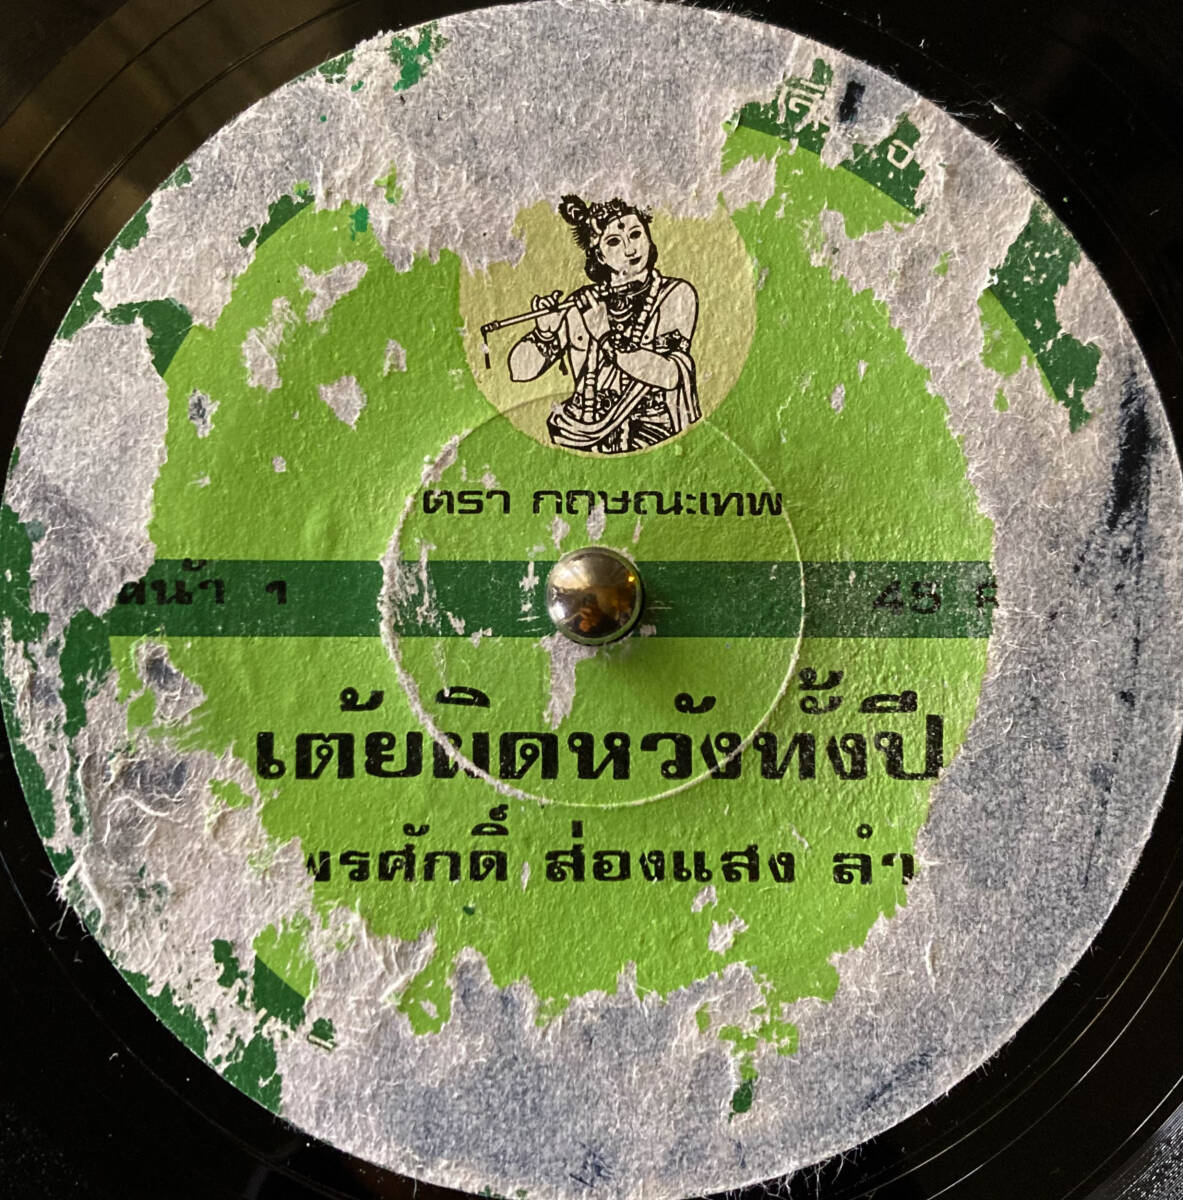 ตรา กฤษณะเทพ
หน้า ๑
45
เต้ยผิดหวังทั้งปี
พรศักดิ์ ส่องแสง ลำ